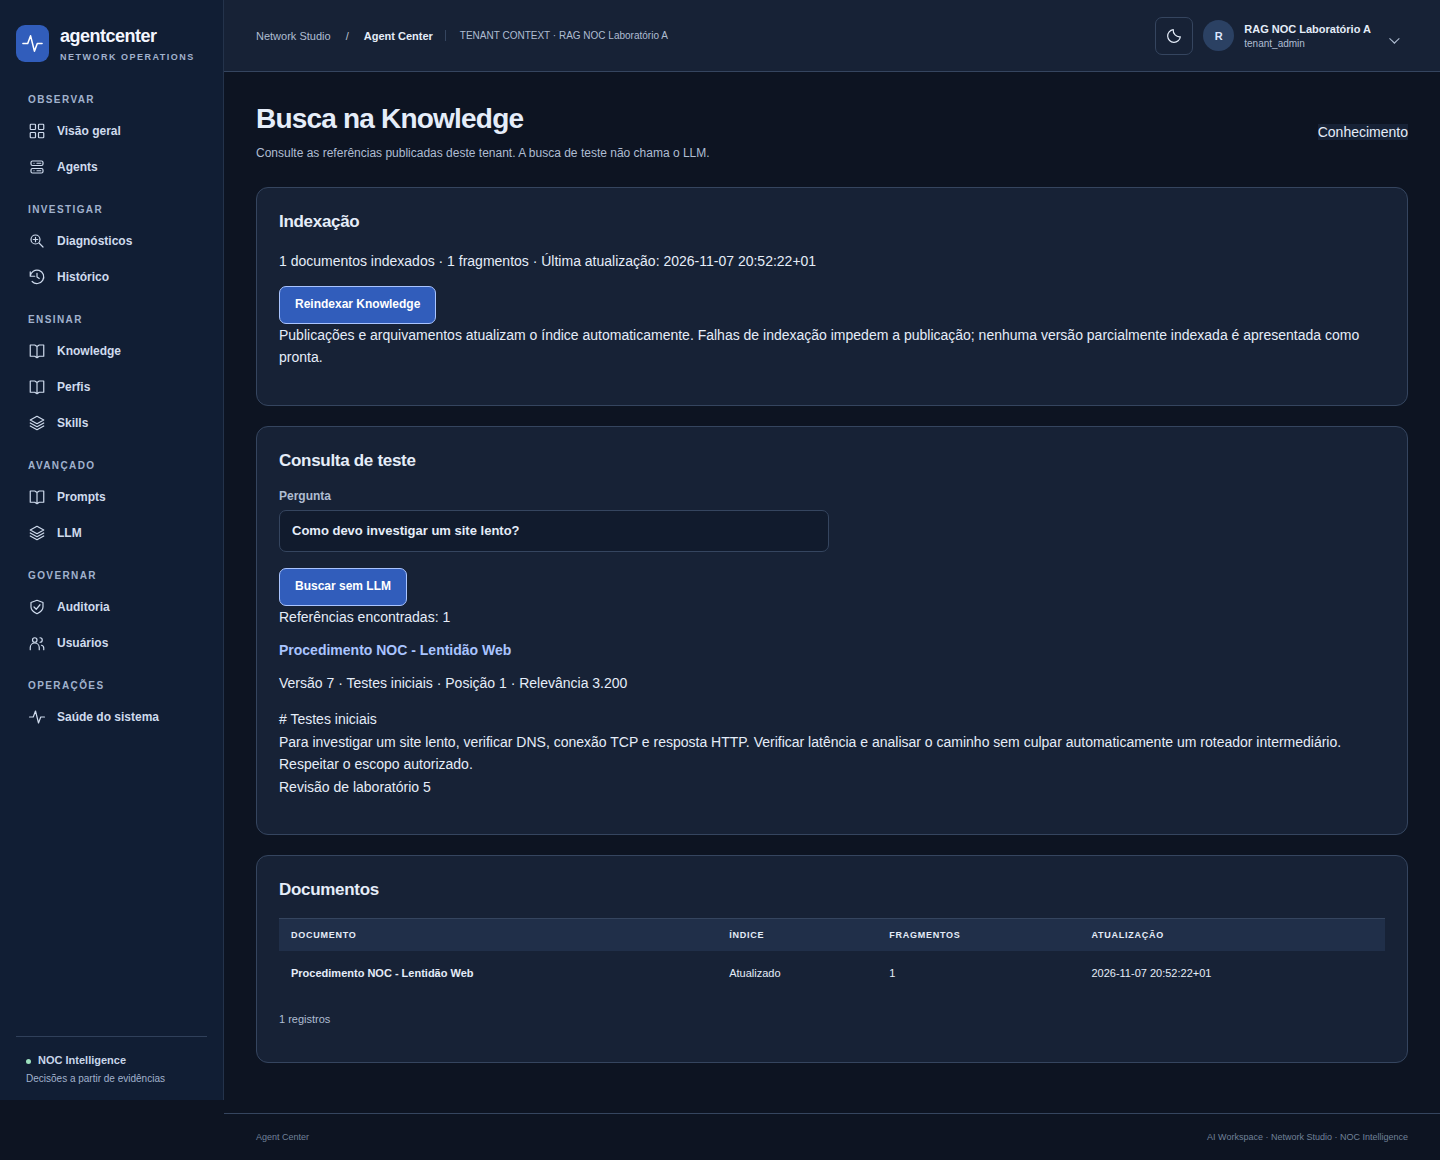 agentcenter
NETWORK OPERATIONS
OBSERVAR
Visão geral
Agents
INVESTIGAR
Diagnósticos
Histórico
ENSINAR
Knowledge
Perfis
Skills
AVANÇADO
Prompts
LLM
GOVERNAR
Auditoria
Usuários
OPERAÇÕES
Saúde do sistema
NOC Intelligence
Decisões a partir de evidências
Network Studio / Agent Center TENANT CONTEXT · RAG NOC Laboratório A
R
RAG NOC Laboratório A
tenant_admin
Busca na Knowledge
Consulte as referências publicadas deste tenant. A busca de teste não chama o LLM.
Conhecimento
Indexação
1 documentos indexados · 1 fragmentos · Última atualização: 2026-11-07 20:52:22+01
Reindexar Knowledge
Publicações e arquivamentos atualizam o índice automaticamente. Falhas de indexação impedem a publicação; nenhuma versão parcialmente indexada é apresentada como
pronta.
Consulta de teste
Pergunta
Como devo investigar um site lento?
Buscar sem LLM
Referências encontradas: 1
Procedimento NOC - Lentidão Web
Versão 7 · Testes iniciais · Posição 1 · Relevância 3.200
# Testes iniciais
Para investigar um site lento, verificar DNS, conexão TCP e resposta HTTP. Verificar latência e analisar o caminho sem culpar automaticamente um roteador intermediário.
Respeitar o escopo autorizado.
Revisão de laboratório 5
Documentos
DOCUMENTO ÍNDICE FRAGMENTOS ATUALIZAÇÃO
Procedimento NOC - Lentidão Web Atualizado 1 2026-11-07 20:52:22+01
1 registros
Agent Center
AI Workspace · Network Studio · NOC Intelligence